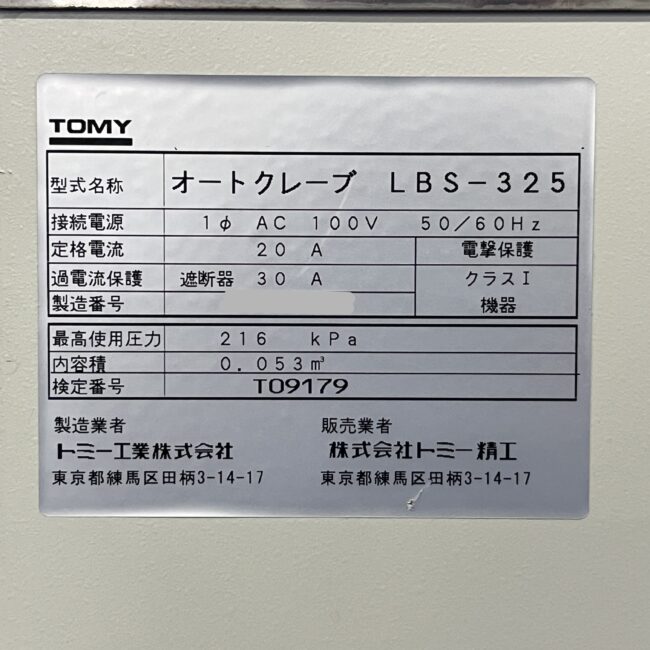 TOMY
型式名称 オートクレーブ LBS-325
接続電源 1φ AC 100V 50/60Hz
定格電流 20 A 電撃保護
過電流保護 遮断器 30 A クラスI
製造番号 機器
最高使用圧力 216 kPa
内容積 0.053m³
検定番号 T09179
製造業者 販売業者
トミー工業株式会社 株式会社トミー精工
東京都練馬区田柄3-14-17 東京都練馬区田柄3-14-17